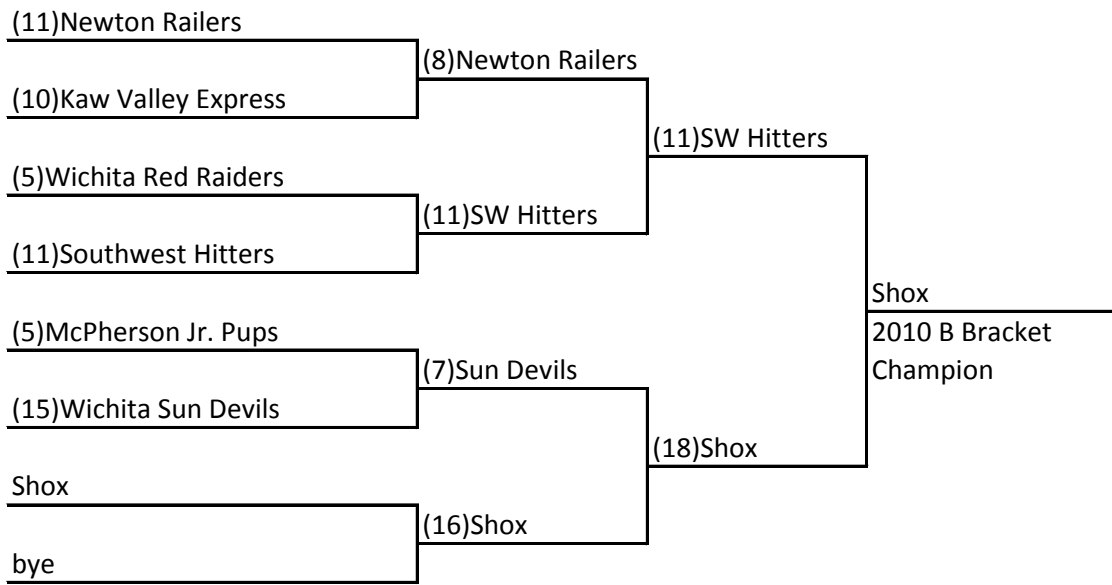 (11)Newton Railers
(8)Newton Railers
(10)Kaw Valley Express
(11)SW Hitters
(5)Wichita Red Raiders
(11)SW Hitters
(11)Southwest Hitters
Shox
2010 B Bracket
Champion
(5)McPherson Jr. Pups
(7)Sun Devils
(15)Wichita Sun Devils
(18)Shox
Shox
(16)Shox
bye